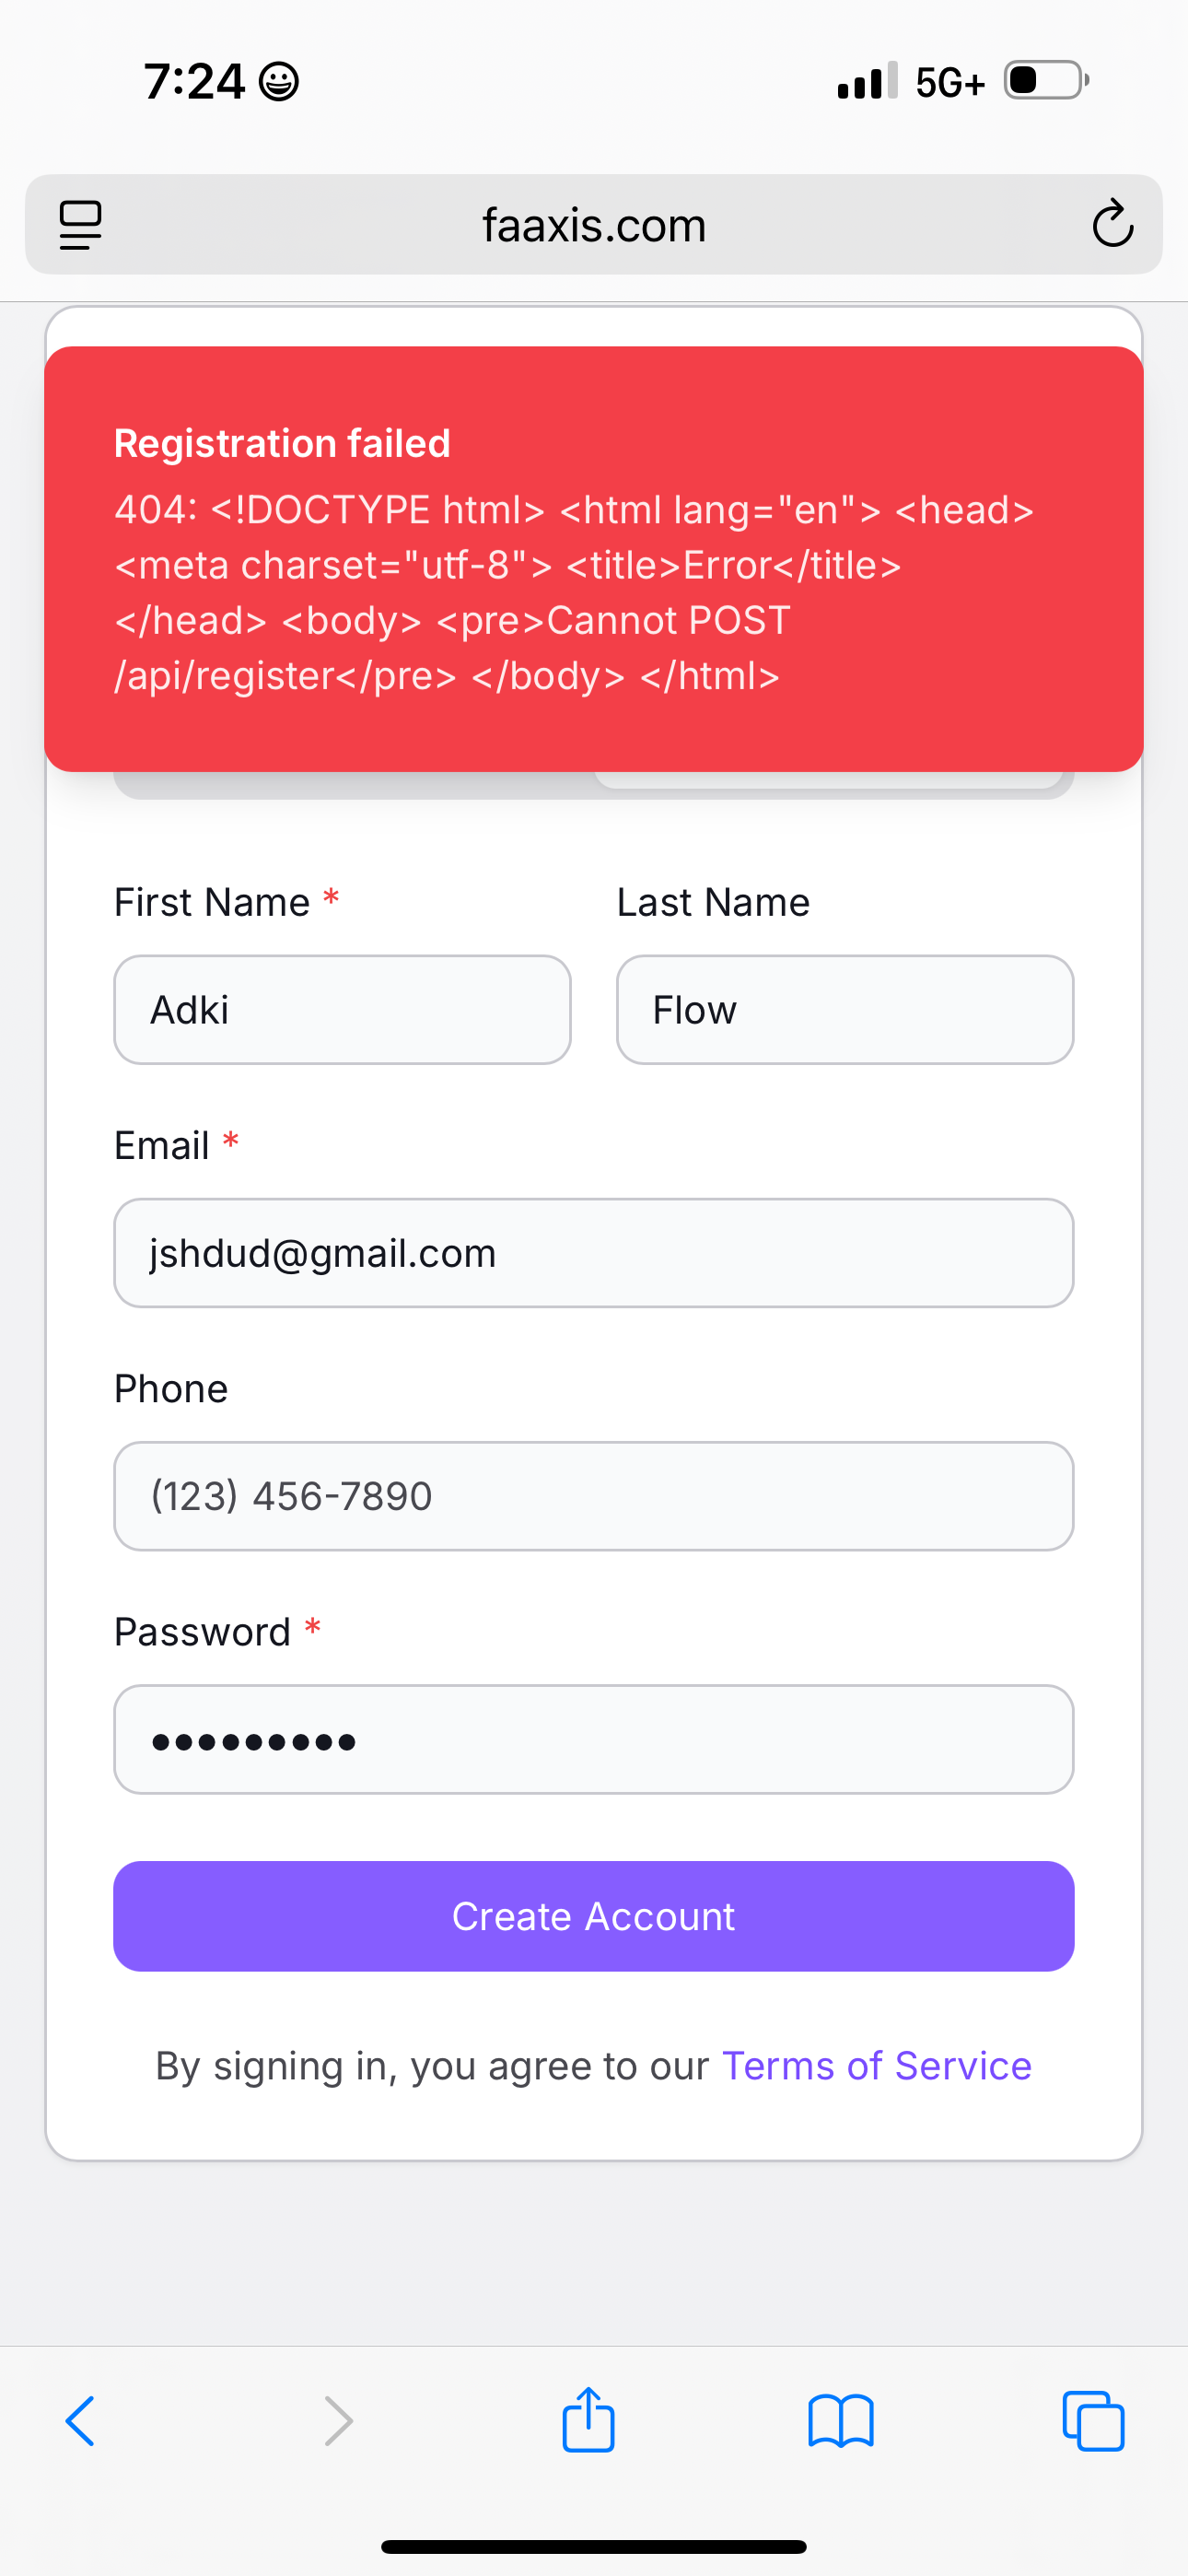 7:24
5G+
faaxis.com
Registration failed
404: <!DOCTYPE html> <html lang="en"> <head>
<meta charset="utf-8"> <title>Error</title>
</head> <body> <pre>Cannot POST
/api/register</pre> </body> </html>
First Name *
Last Name
Adki
Flow
Email *
jshdud@gmail.com
Phone
(123) 456-7890
Password *
•••••••••
Create Account
By signing in, you agree to our Terms of Service